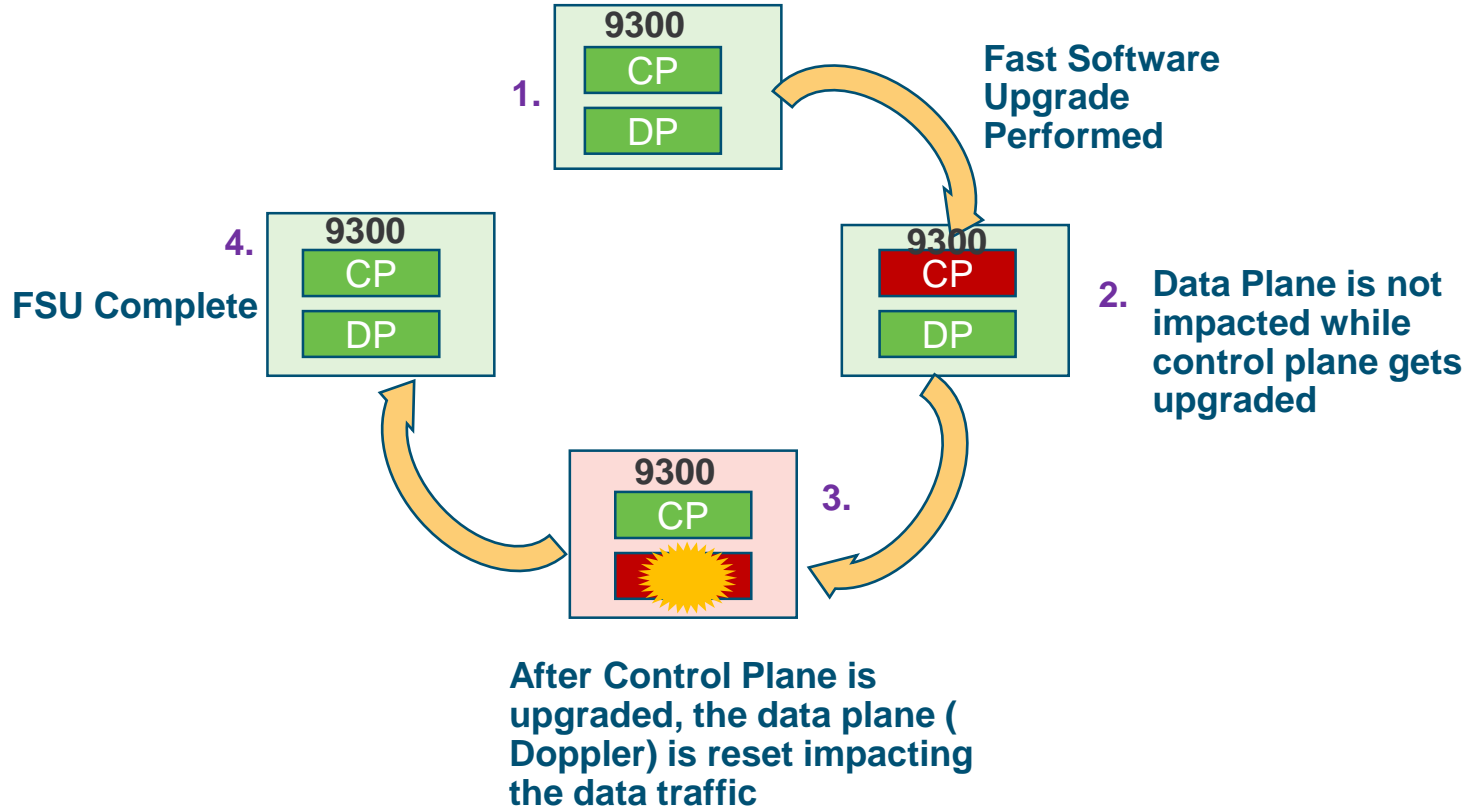 9300
CP
DP
1.
Fast Software
Upgrade
Performed
9300
CP
DP
2.
Data Plane is not
impacted while
control plane gets
upgraded
9300
CP
3.
After Control Plane is
upgraded, the data plane (
Doppler) is reset impacting
the data traffic
4.
9300
CP
DP
FSU Complete